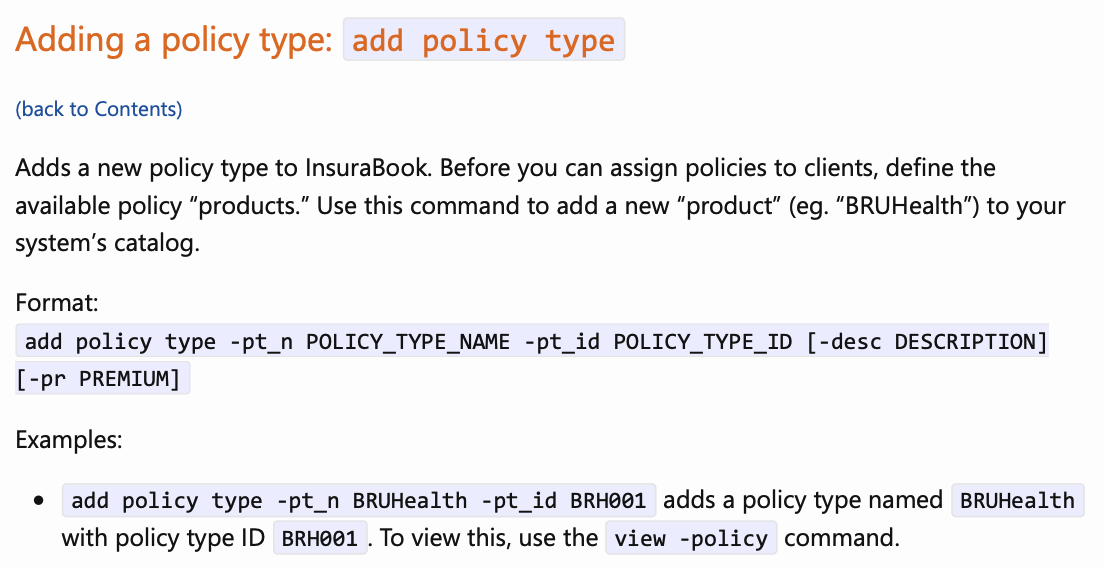 Adding a policy type: add policy type
(back to Contents)
Adds a new policy type to InsuraBook. Before you can assign policies to clients, define the
available policy “products.” Use this command to add a new “product” (eg. “BRUHealth”) to your
system’s catalog.
Format:
add policy type -pt_n POLICY_TYPE_NAME -pt_id POLICY_TYPE_ID [-desc DESCRIPTION]
[-pr PREMIUM]
Examples:
• add policy type -pt_n BRUHealth -pt_id BRH001 adds a policy type named BRUHealth
with policy type ID BRH001 . To view this, use the view -policy command.